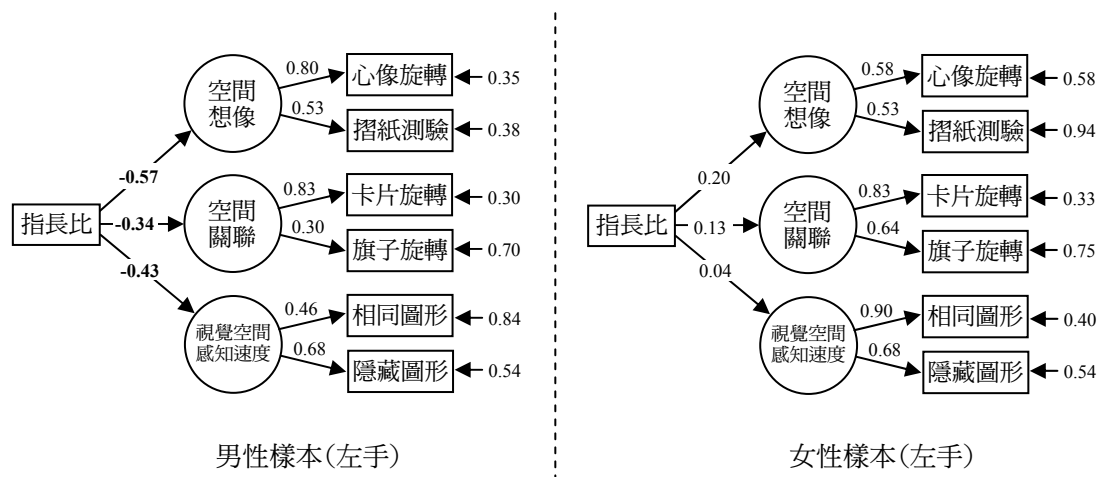 0.80
心像旋轉
0.35
空間
想像
0.53
摺紙測驗
0.38
-0.57
0.83
卡片旋轉
0.30
指長比
-0.34
空間
關聯
0.30
旗子旋轉
0.70
-0.43
0.46
相同圖形
0.84
視覺空間
感知速度
0.68
隱藏圖形
0.54
男性樣本(左手)
0.58
心像旋轉
0.58
空間
想像
0.53
摺紙測驗
0.94
0.20
0.83
卡片旋轉
0.33
指長比
0.13
空間
關聯
0.64
旗子旋轉
0.75
0.04
0.90
相同圖形
0.40
視覺空間
感知速度
0.68
隱藏圖形
0.54
女性樣本(左手)